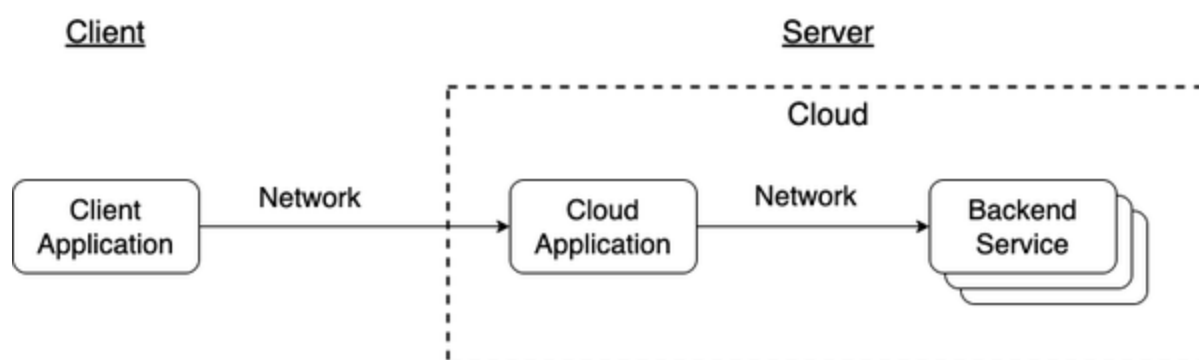 Client
Server
Cloud
Client
Application
Network
Cloud
Application
Network
Backend
Service